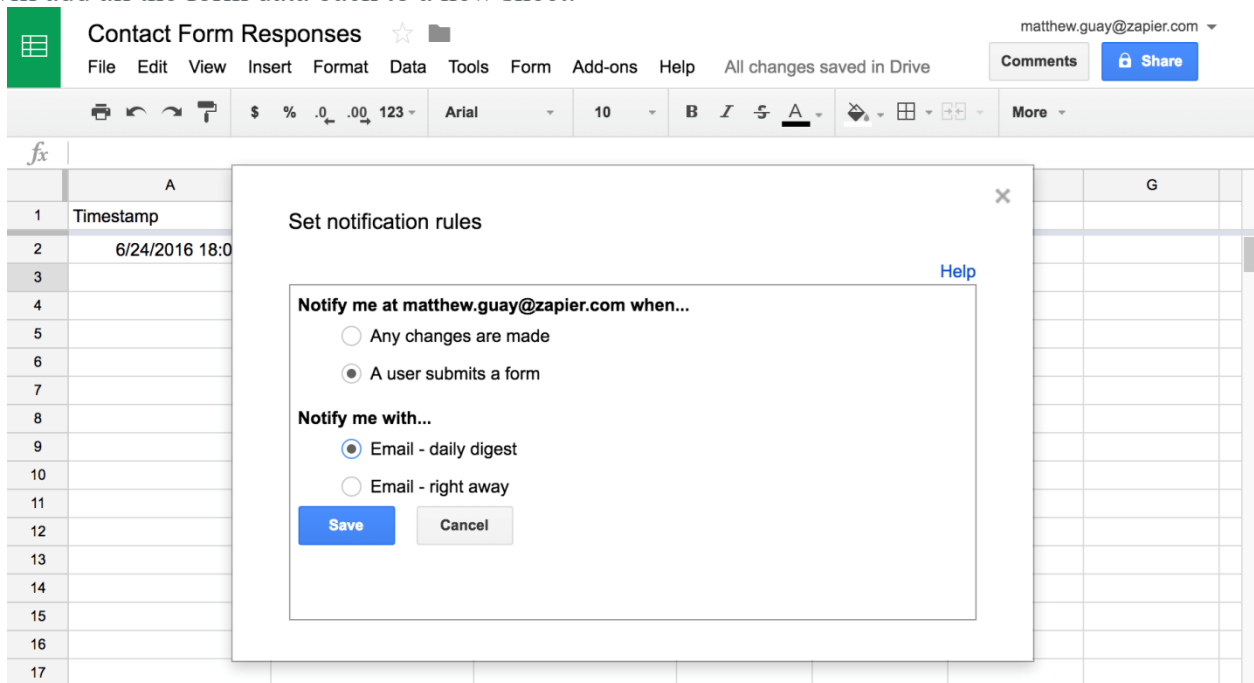 Contact Form Responses
matthew.guay@zapier.com
File Edit View Insert Format Data Tools Form Add-ons Help All changes saved in Drive
Comments Share
$ % .0 .00 123 Arial 10 B I S A More
fx
A G
1 Timestamp
2 6/24/2016 18:0
3
4
5
6
7
8
9
10
11
12
13
14
15
16
17
Set notification rules
Help
Notify me at matthew.guay@zapier.com when...
Any changes are made
A user submits a form
Notify me with...
Email - daily digest
Email - right away
Save Cancel